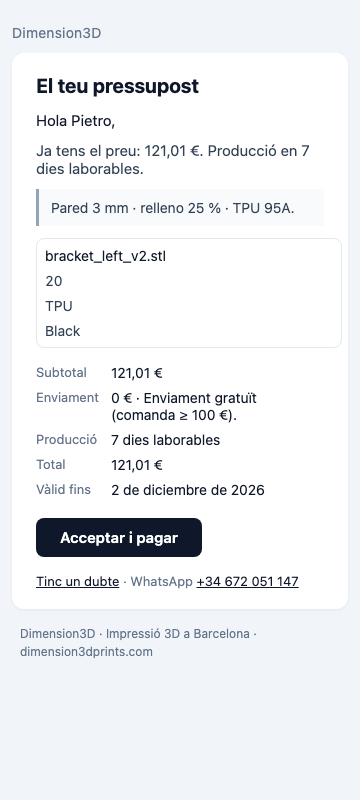 Dimension3D
El teu pressupost
Hola Pietro,
Ja tens el preu: 121,01 €. Producció en 7
dies laborables.
Pared 3 mm · relleno 25 % · TPU 95A.
bracket_left_v2.stl
20
TPU
Black
Subtotal 121,01 €
Enviament 0 € · Enviament gratuït
(comanda ≥ 100 €).
Producció 7 dies laborables
Total 121,01 €
Vàlid fins 2 de diciembre de 2026
Acceptar i pagar
Tinc un dubte · WhatsApp +34 672 051 147
Dimension3D · Impressió 3D a Barcelona ·
dimension3dprints.com